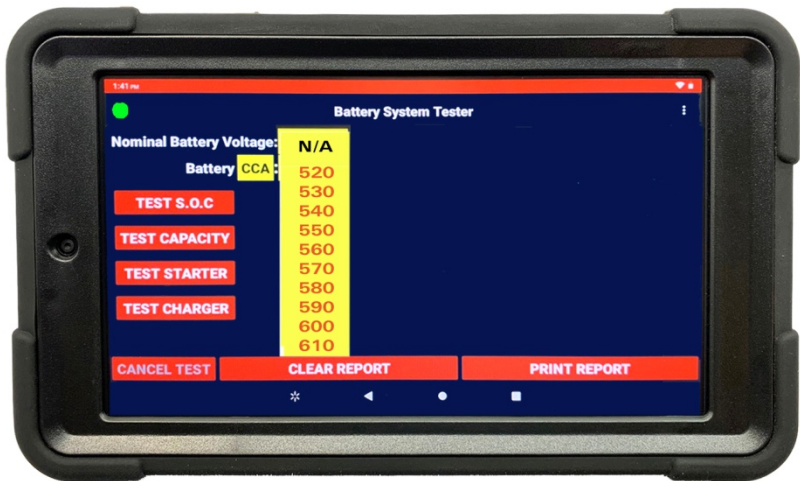 1:41 PM
Battery System Tester
Nominal Battery Voltage: N/A
Battery CCA:
520
530
540
550
560
570
580
590
600
610
TEST S.O.C
TEST CAPACITY
TEST STARTER
TEST CHARGER
CANCEL TEST
CLEAR REPORT
PRINT REPORT